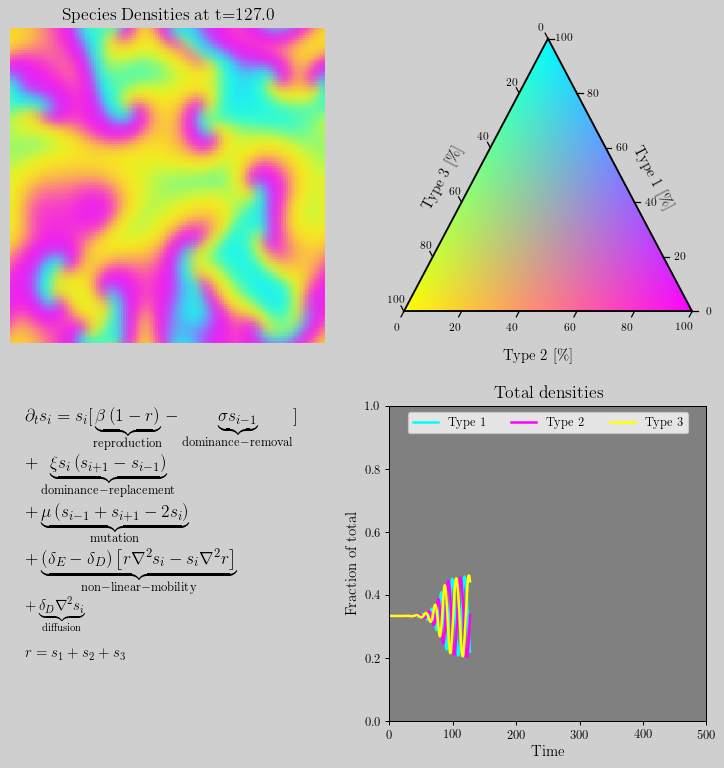 Species Densities at t=127.0
0
100
20
80
40
60
Type 3 [%]
Type 1 [%]
60
40
80
20
100
0
0
20
40
60
80
100
Type 2 [%]
∂ₜsᵢ = sᵢ[ β (1 − r) − σsᵢ₋₁ ]
reproduction dominance−removal
+ ξsᵢ (sᵢ₊₁ − sᵢ₋₁)
dominance−replacement
+ μ (sᵢ₋₁ + sᵢ₊₁ − 2sᵢ)
mutation
+ (δ_E − δ_D) [r∇²sᵢ − sᵢ∇²r]
non−linear−mobility
+ δ_D∇²sᵢ
diffusion
r = s₁ + s₂ + s₃
Total densities
Type 1 Type 2 Type 3
Fraction of total
1.0
0.8
0.6
0.4
0.2
0.0
0 100 200 300 400 500
Time